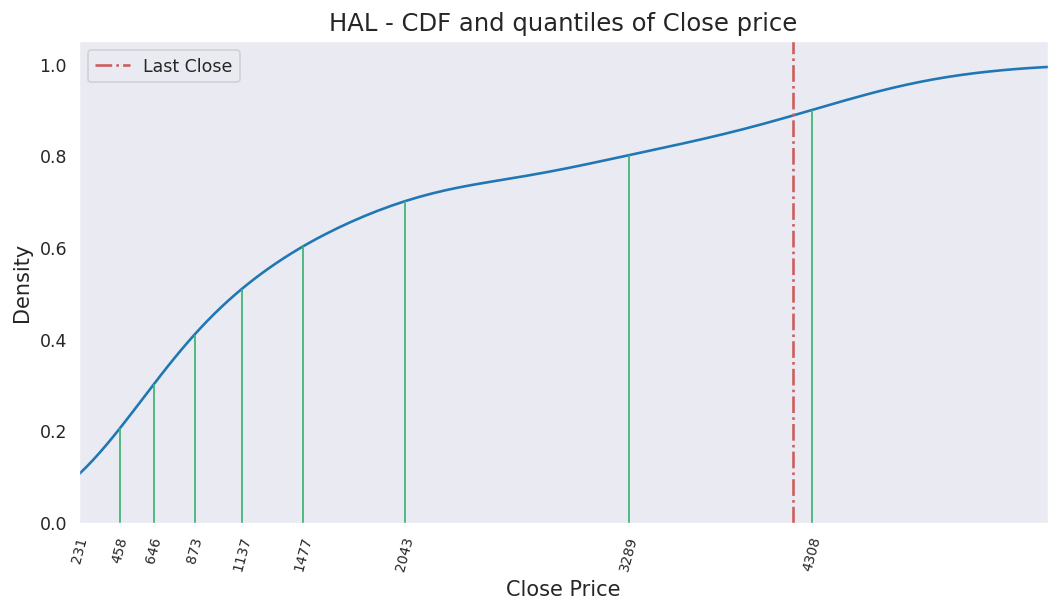 HAL - CDF and quantiles of Close price
Last Close
Density
1.0
0.8
0.6
0.4
0.2
0.0
231 458 646 873 1137 1477 2043 3289 4308
Close Price